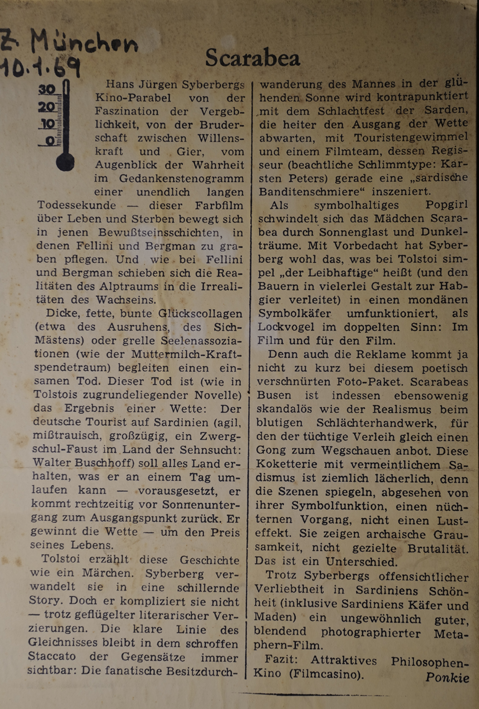 Z München
10.1.69
Scarabea
30
20
10
0
Hans Jürgen Syberbergs
Kino-Parabel von der
Faszination der Vergeb-
lichkeit, von der Bruder-
schaft zwischen Willens-
kraft und Gier, vom
Augenblick der Wahrheit
im Gedankenstenogramm
einer unendlich langen
Todessekunde — dieser Farbfilm
über Leben und Sterben bewegt sich
in jenen Bewußtseinsschichten, in
denen Fellini und Bergman zu gra-
ben pflegen. Und wie bei Fellini
und Bergman schieben sich die Rea-
litäten des Alptraums in die Irreali-
täten des Wachseins.
Dicke, fette, bunte Glückscollagen
(etwa des Ausruhens, des Sich-
Mästens) oder grelle Seelenassozia-
tionen (wie der Muttermilch-Kraft-
spendetraum) begleiten einen ein-
samen Tod. Dieser Tod ist (wie in
Tolstois zugrundeliegender Novelle)
das Ergebnis einer Wette: Der
deutsche Tourist auf Sardinien (agil,
mißtrauisch, großzügig, ein Zwerg-
schul-Faust im Land der Sehnsucht:
Walter Buschhoff) soll alles Land er-
halten, was er an einem Tag um-
laufen kann — vorausgesetzt, er
kommt rechtzeitig vor Sonnenunter-
gang zum Ausgangspunkt zurück. Er
gewinnt die Wette — um den Preis
seines Lebens.
Tolstoi erzählt diese Geschichte
wie ein Märchen. Syberberg ver-
wandelt sie in eine schillernde
Story. Doch er kompliziert sie nicht
— trotz geflügelter literarischer Ver-
zierungen. Die klare Linie des
Gleichnisses bleibt in dem schroffen
Staccato der Gegensätze immer
sichtbar: Die fanatische Besitzdurch-
wanderung des Mannes in der glü-
henden Sonne wird kontrapunktiert
mit dem Schlachtfest der Sarden,
die heiter den Ausgang der Wette
abwarten, mit Touristengewimmel
und einem Filmteam, dessen Regis-
seur (beachtliche Schlimmtype: Kar-
sten Peters) gerade eine „sardische
Banditenschmiere" inszeniert.
Als symbolhaltiges Popgirl
schwindelt sich das Mädchen Scara-
bea durch Sonnenglast und Dunkel-
träume. Mit Vorbedacht hat Syber-
berg wohl das, was bei Tolstoi sim-
pel „der Leibhaftige" heißt (und den
Bauern in vielerlei Gestalt zur Hab-
gier verleitet) in einen mondänen
Symbolkäfer umfunktioniert, als
Lockvogel im doppelten Sinn: Im
Film und für den Film.
Denn auch die Reklame kommt ja
nicht zu kurz bei diesem poetisch
verschnürten Foto-Paket. Scarabeas
Busen ist indessen ebensowenig
skandalös wie der Realismus beim
blutigen Schlächterhandwerk, für
den der tüchtige Verleih gleich einen
Gong zum Wegschauen anbot. Diese
Koketterie mit vermeintlichem Sa-
dismus ist ziemlich lächerlich, denn
die Szenen spiegeln, abgesehen von
ihrer Symbolfunktion, einen nüch-
ternen Vorgang, nicht einen Lust-
effekt. Sie zeigen archaische Grau-
samkeit, nicht gezielte Brutalität.
Das ist ein Unterschied.
Trotz Syberbergs offensichtlicher
Verliebtheit in Sardiniens Schön-
heit (inklusive Sardiniens Käfer und
Maden) ein ungewöhnlich guter,
blendend photographierter Meta-
phern-Film.
Fazit: Attraktives Philosophen-
Kino (Filmcasino). Ponkie